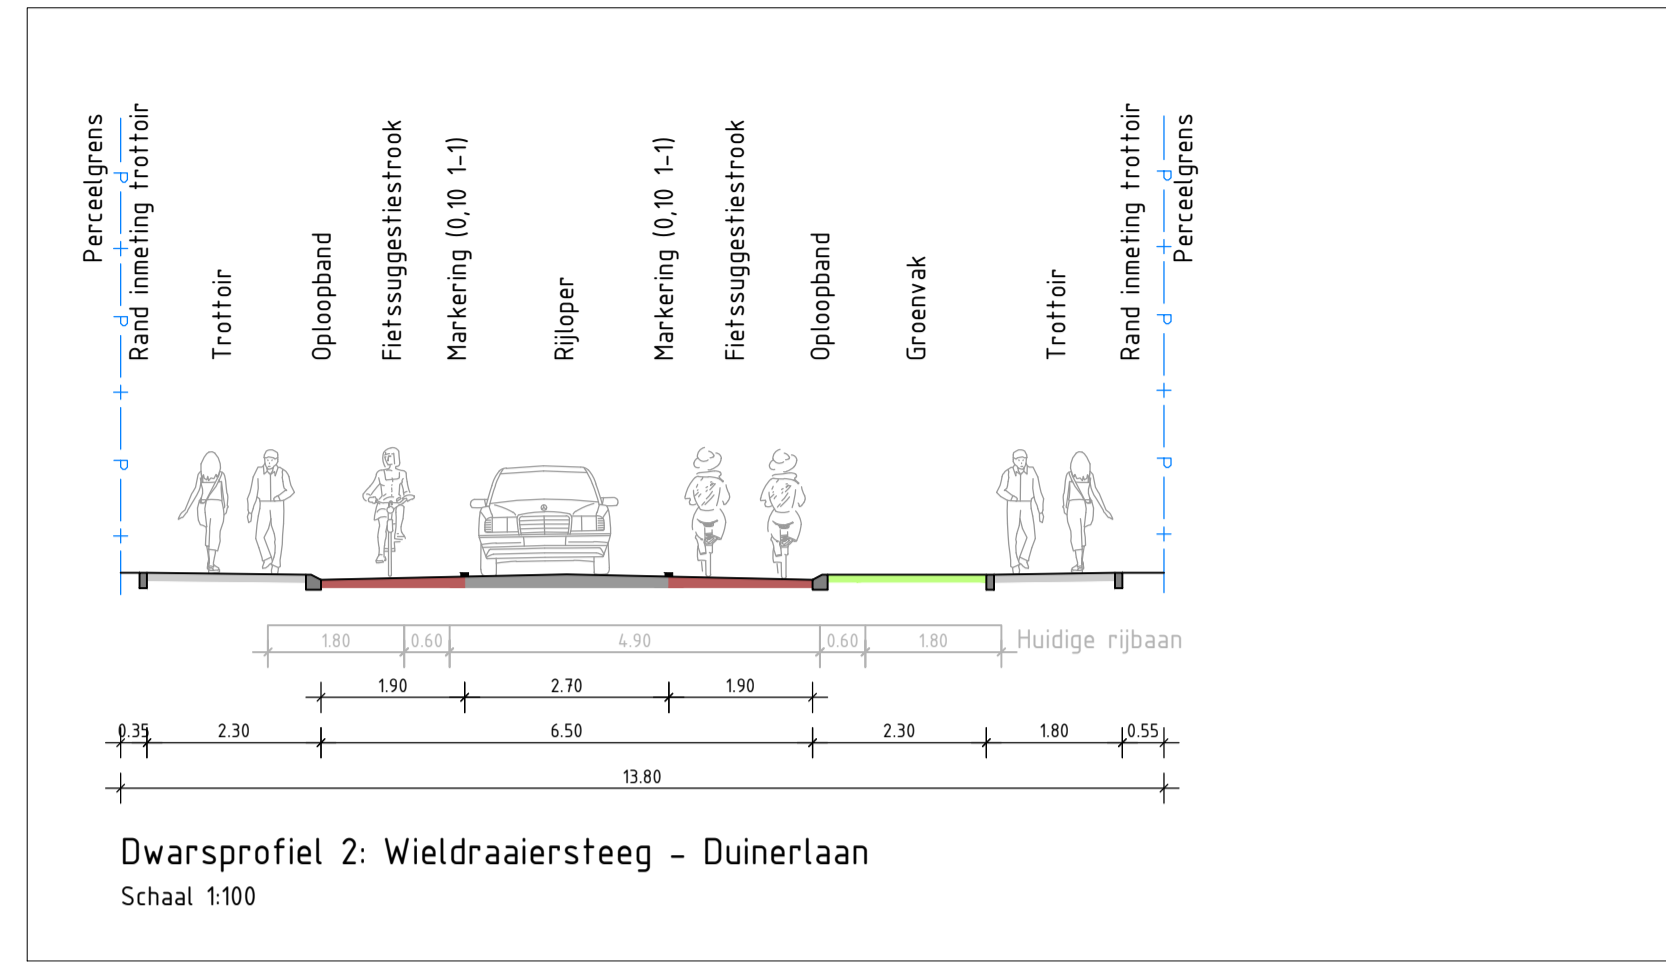 Perceelgrens
Rand inmeting trottoir
Trottoir
Oploopband
Fietssuggestiestrook
Markering (0,10 1-1)
Rijloper
Markering (0,10 1-1)
Fietssuggestiestrook
Oploopband
Groenvak
Trottoir
Rand inmeting trottoir
Perceelgrens
P
P
P
P
P
P
1.80 0.60 4.90 0.60 1.80 Huidige rijbaan
1.90 2.70 1.90
0.35 2.30 6.50 2.30 1.80 0.55
13.80
Dwarsprofiel 2: Wieldraaiersteeg - Duinerlaan
Schaal 1:100